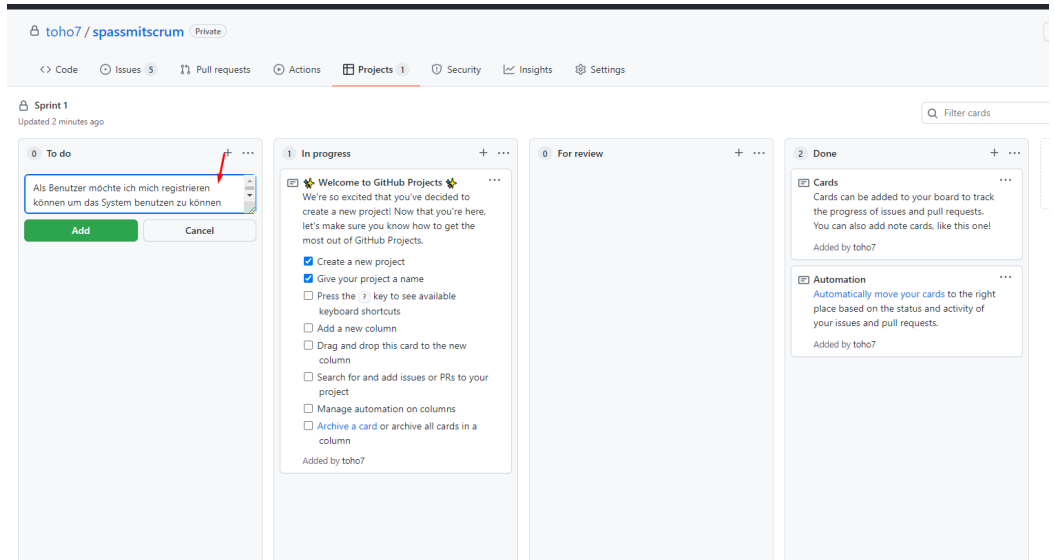 toho7 / spassmitscrum Private
<> Code Issues 5 Pull requests Actions Projects 1 Security Insights Settings
Sprint 1
Updated 2 minutes ago
Filter cards
0 To do
Als Benutzer möchte ich mich registrieren
können um das System benutzen zu können
Add Cancel
1 In progress
✨ Welcome to GitHub Projects ✨
We're so excited that you've decided to
create a new project! Now that you're here,
let's make sure you know how to get the
most out of GitHub Projects.
Create a new project
Give your project a name
Press the ? key to see available
keyboard shortcuts
Add a new column
Drag and drop this card to the new
column
Search for and add issues or PRs to your
project
Manage automation on columns
Archive a card or archive all cards in a
column
Added by toho7
0 For review
2 Done
Cards
Cards can be added to your board to track
the progress of issues and pull requests.
You can also add note cards, like this one!
Added by toho7
Automation
Automatically move your cards to the right
place based on the status and activity of
your issues and pull requests.
Added by toho7